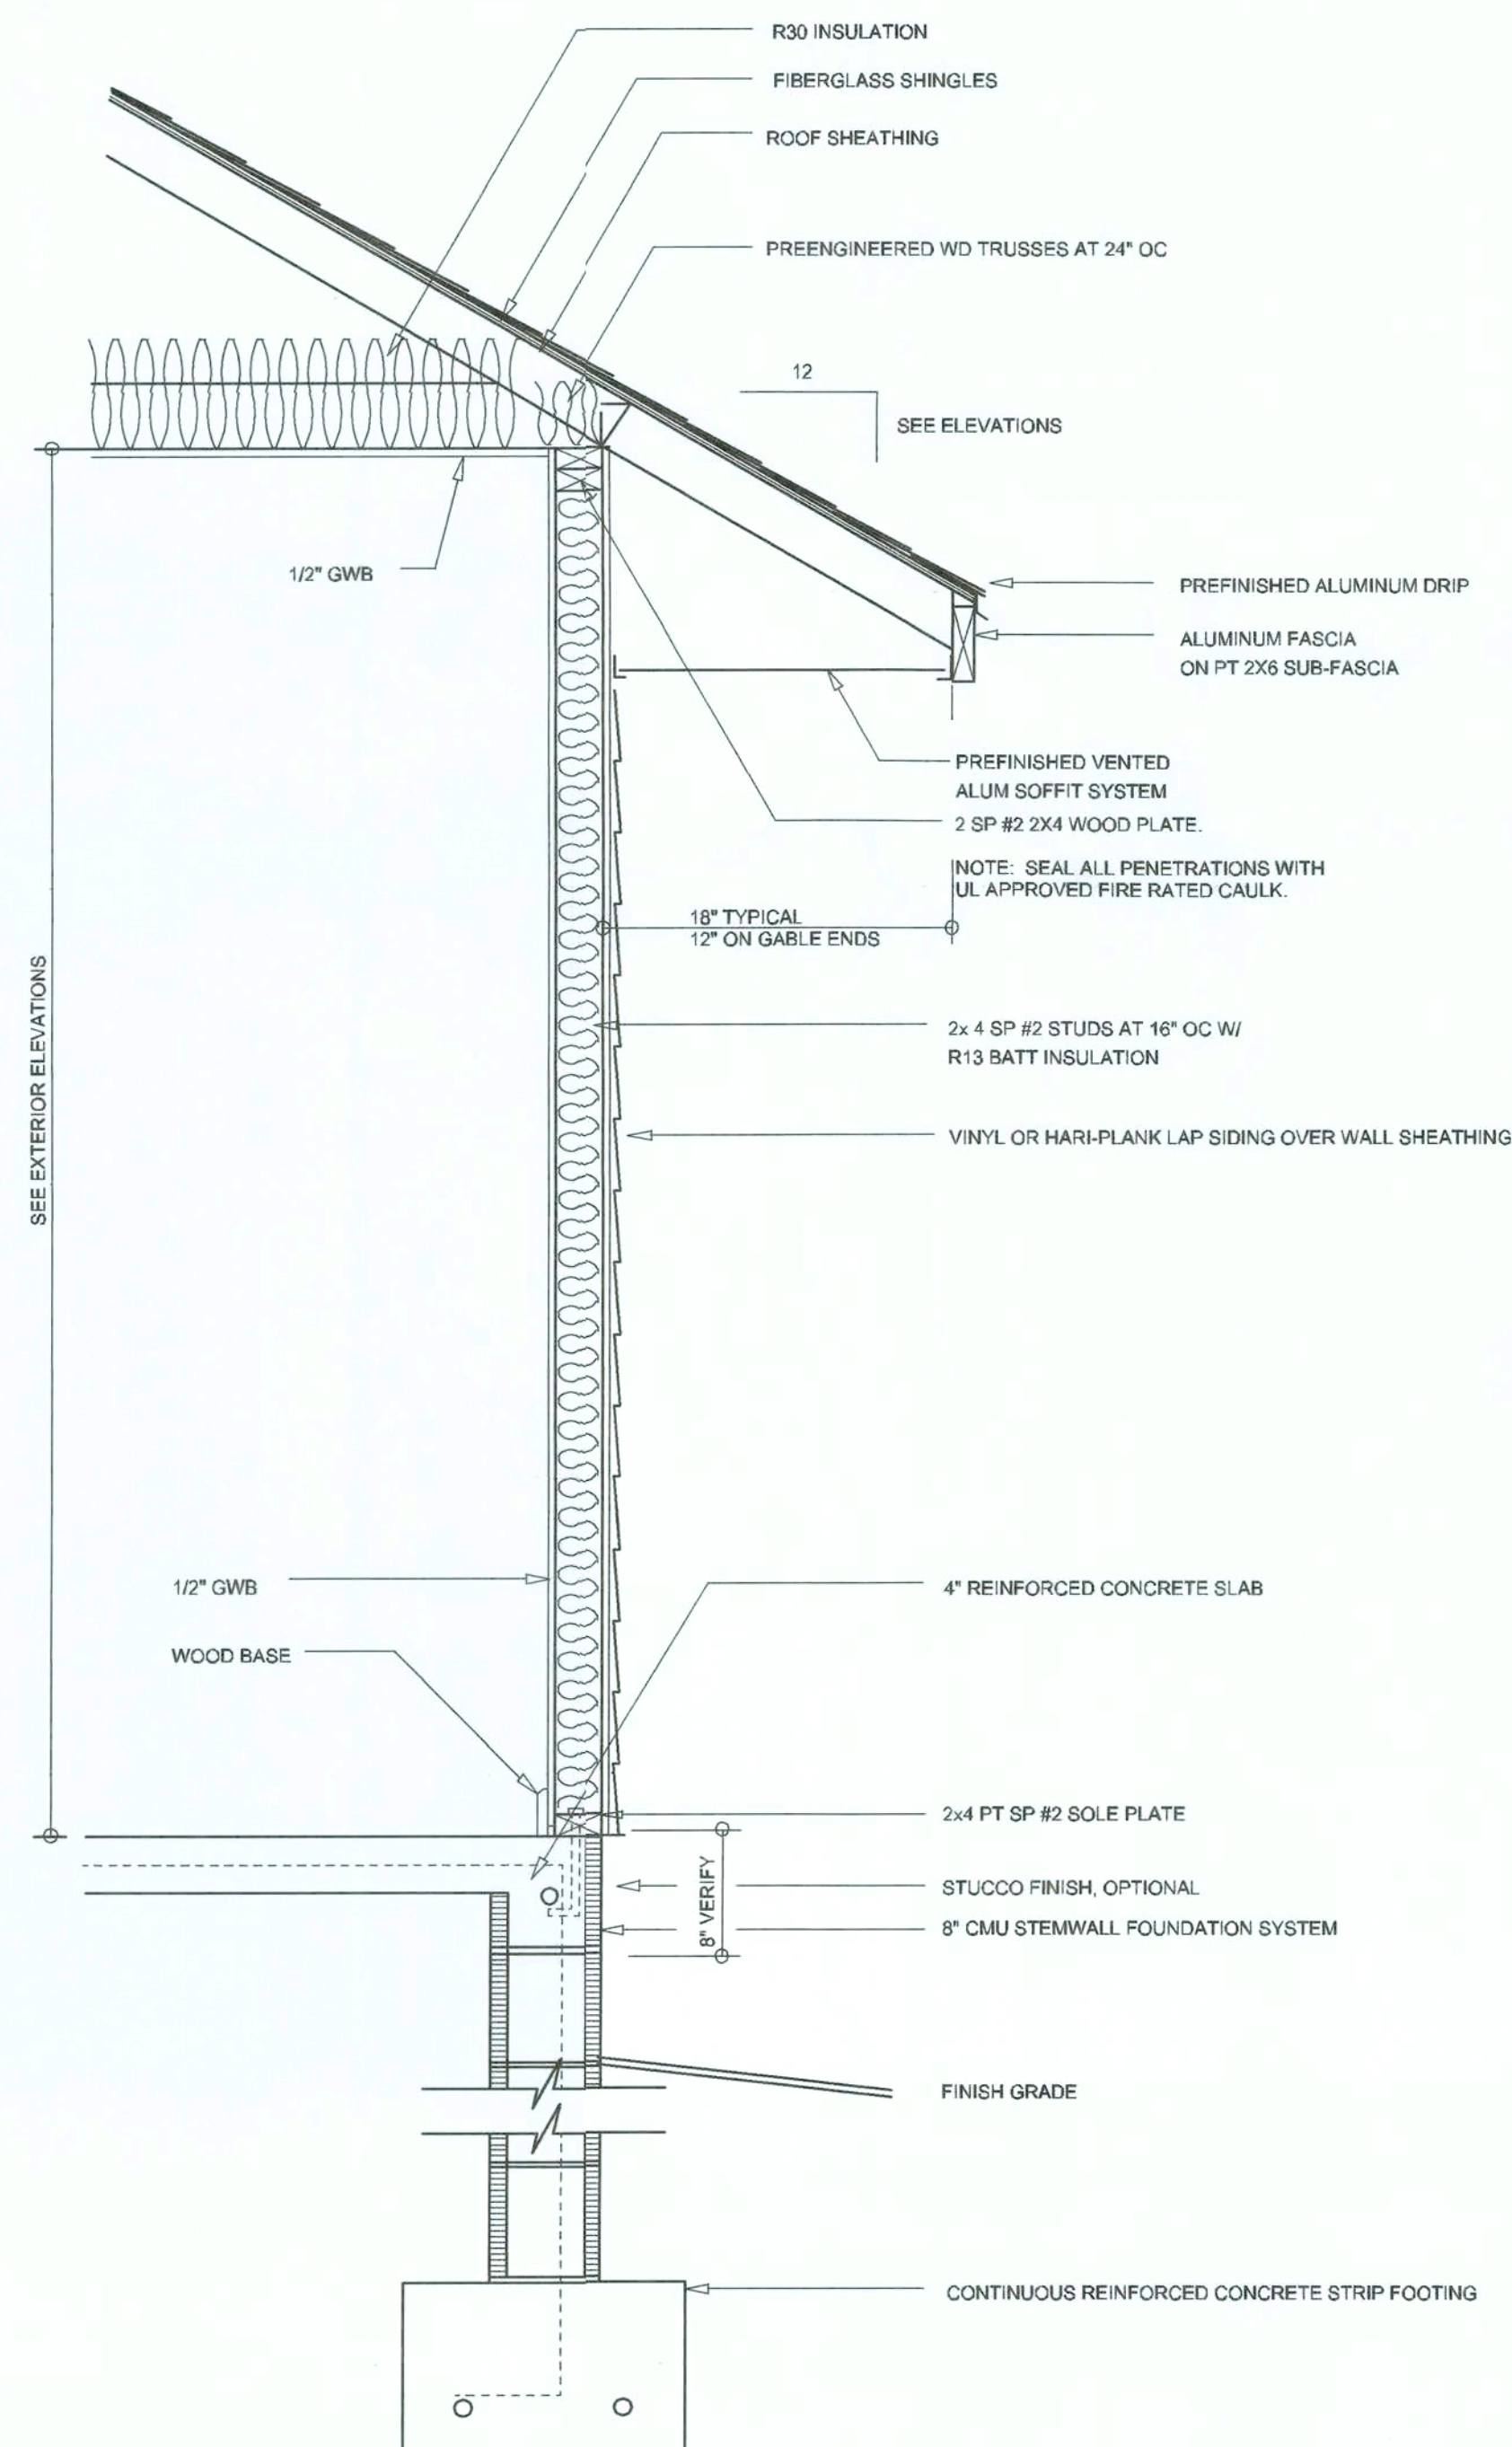 R30 INSULATION
FIBERGLASS SHINGLES
ROOF SHEATHING
PREENGINEERED WD TRUSSES AT 24" OC
12
SEE ELEVATIONS
1/2" GWB
PREFINISHED ALUMINUM DRIP
ALUMINUM FASCIA
ON PT 2X6 SUB-FASCIA
PREFINISHED VENTED
ALUM SOFFIT SYSTEM
2 SP #2 2X4 WOOD PLATE.
NOTE: SEAL ALL PENETRATIONS WITH
UL APPROVED FIRE RATED CAULK.
18" TYPICAL
12" ON GABLE ENDS
SEE EXTERIOR ELEVATIONS
2x 4 SP #2 STUDS AT 16" OC W/
R13 BATT INSULATION
VINYL OR HARI-PLANK LAP SIDING OVER WALL SHEATHING
1/2" GWB
4" REINFORCED CONCRETE SLAB
WOOD BASE
2x4 PT SP #2 SOLE PLATE
8" VERIFY
STUCCO FINISH, OPTIONAL
8" CMU STEMWALL FOUNDATION SYSTEM
FINISH GRADE
CONTINUOUS REINFORCED CONCRETE STRIP FOOTING